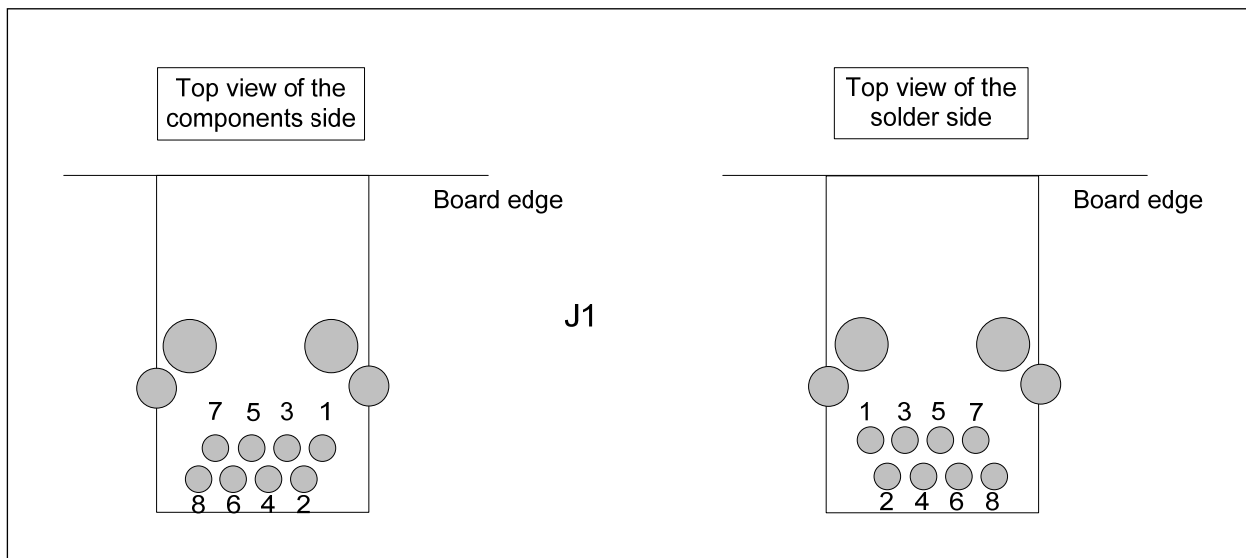 Top view of the
components side
Top view of the
solder side
Board edge
Board edge
J1
7 5 3 1
8 6 4 2
1 3 5 7
2 4 6 8